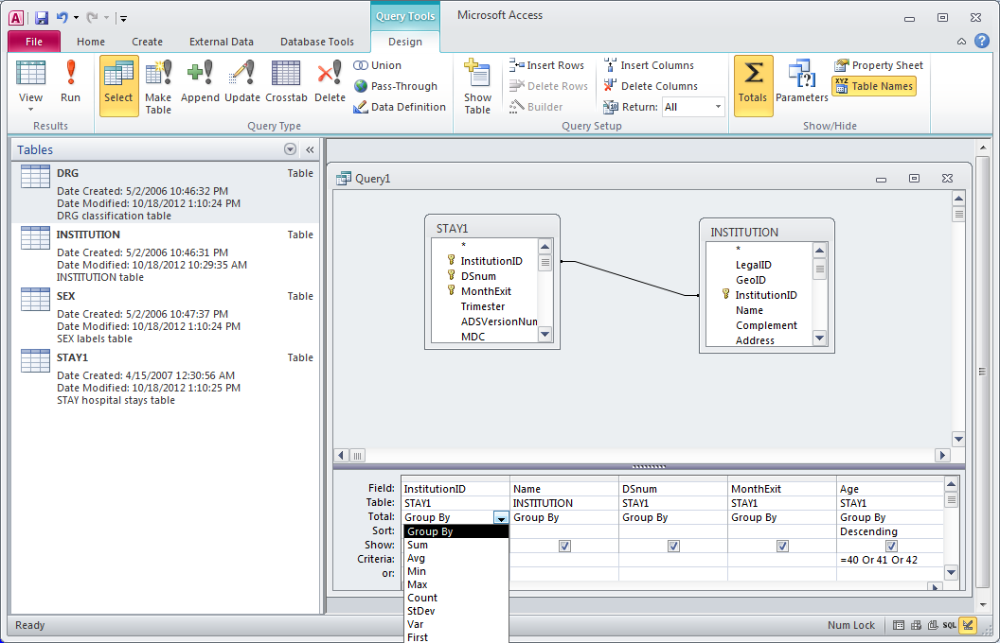 Query Tools
Microsoft Access
File
Home
Create
External Data
Database Tools
Design
View
Run
Select
Make Table
Append
Update
Crosstab
Delete
Union
Pass-Through
Data Definition
Show Table
Insert Rows
Delete Rows
Builder
Insert Columns
Delete Columns
Return: All
Totals
Parameters
Property Sheet
XYZ Table Names
Results
Query Type
Query Setup
Show/Hide
Tables
DRG Table
Date Created: 5/2/2006 10:46:32 PM
Date Modified: 10/18/2012 1:10:24 PM
DRG classification table
INSTITUTION Table
Date Created: 5/2/2006 10:46:31 PM
Date Modified: 10/18/2012 10:29:35 AM
INSTITUTION table
SEX Table
Date Created: 5/2/2006 10:47:37 PM
Date Modified: 10/18/2012 1:10:24 PM
SEX labels table
STAY1 Table
Date Created: 4/15/2007 12:30:56 AM
Date Modified: 10/18/2012 1:10:25 PM
STAY hospital stays table
Query1
STAY1
*
InstitutionID
DSnum
MonthExit
Trimester
ADSVersionNum
MDC
INSTITUTION
*
LegalID
GeoID
InstitutionID
Name
Complement
Address
Field: InstitutionID Name DSnum MonthExit Age
Table: STAY1 INSTITUTION STAY1 STAY1 STAY1
Total: Group By Group By Group By Group By Group By
Sort: Descending
Show:
Criteria: =40 Or 41 Or 42
or:
Group By
Sum
Avg
Min
Max
Count
StDev
Var
First
Ready
Num Lock
SQL